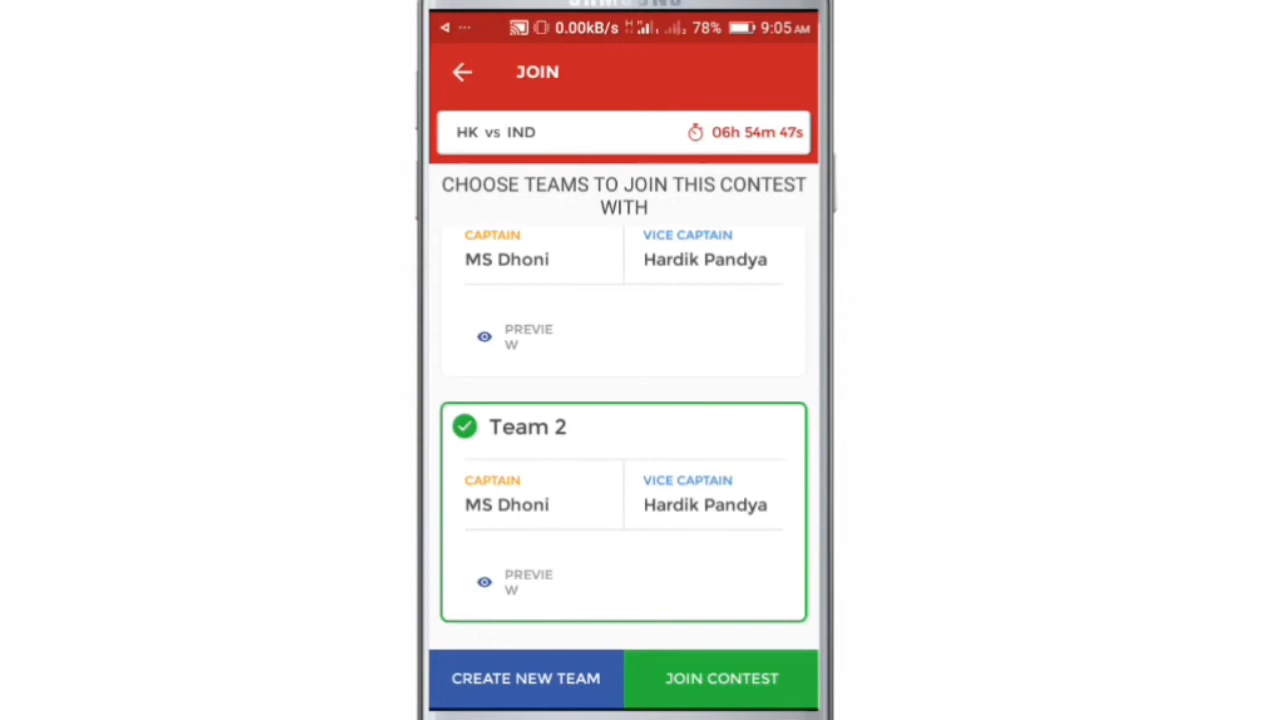 0.00kB/s 78% 9:05 AM
JOIN
HK vs IND 06h 54m 47s
CHOOSE TEAMS TO JOIN THIS CONTEST
WITH
CAPTAIN VICE CAPTAIN
MS Dhoni Hardik Pandya
PREVIE
W
Team 2
CAPTAIN VICE CAPTAIN
MS Dhoni Hardik Pandya
PREVIE
W
CREATE NEW TEAM JOIN CONTEST